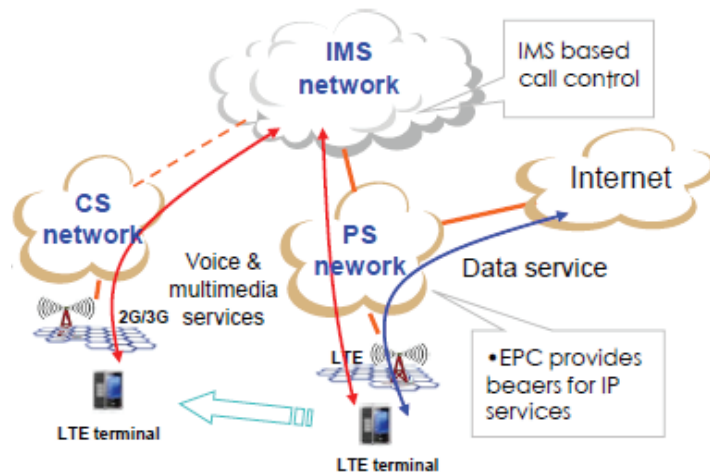 IMS
network
IMS based
call control
CS
network
Internet
PS
nework
Voice &
multimedia
services
Data service
2G/3G
LTE
•EPC provides
beaers for IP
services
LTE terminal
LTE terminal